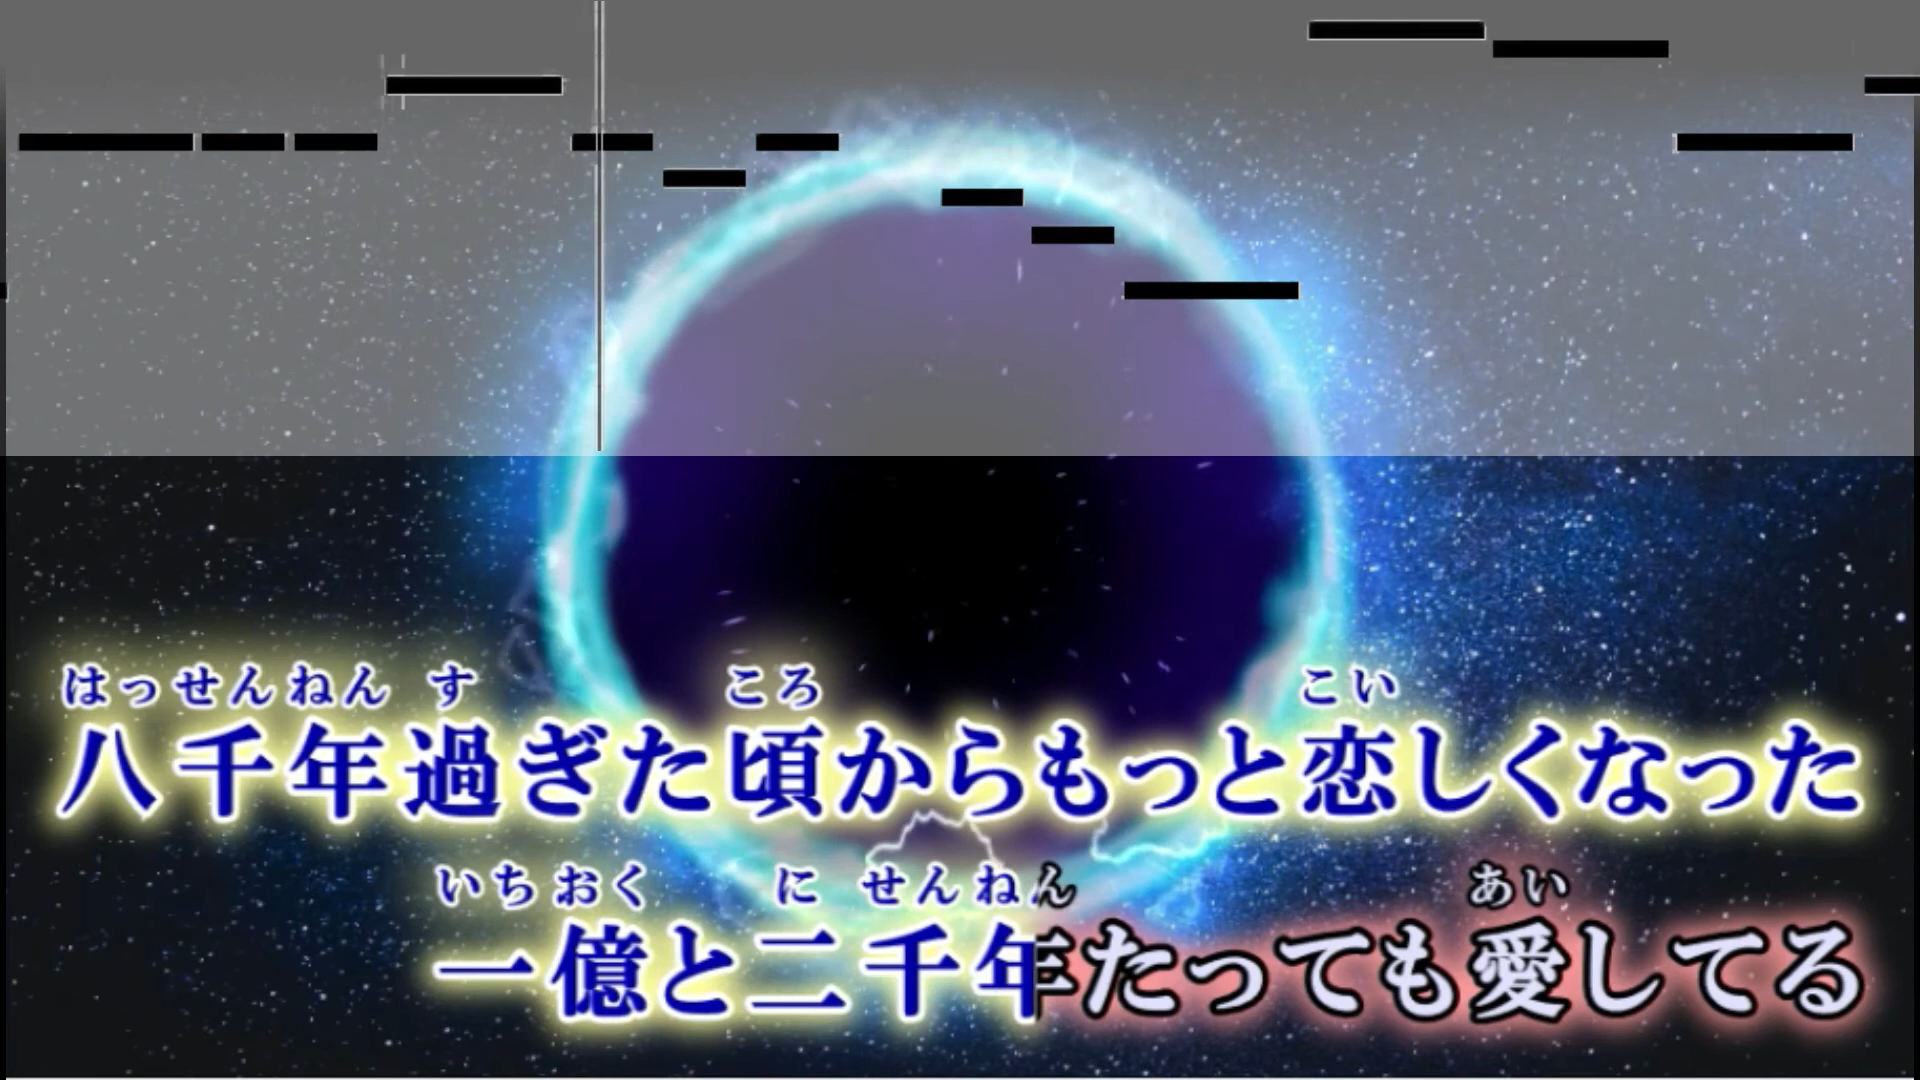 はっせんねん す ころ こい
八千年過ぎた頃からもっと恋しくなった
いちおく に せんねん あい
一億と二千年たっても愛してる